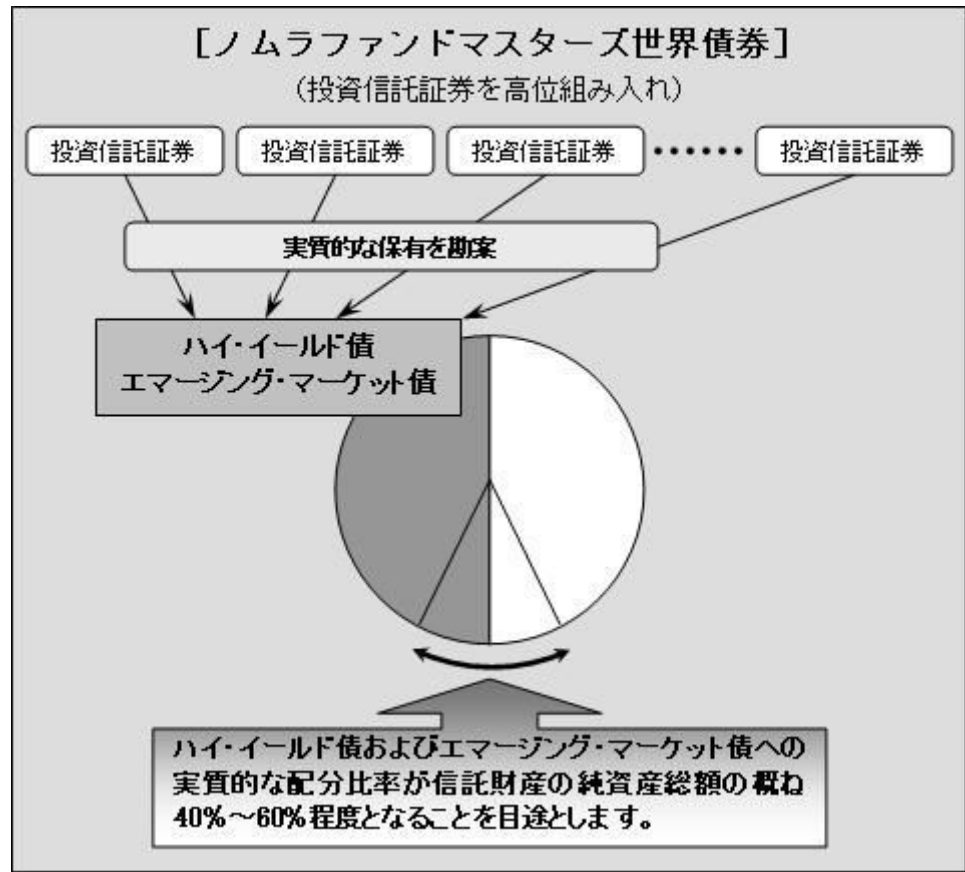 ［ノムラファンドマスターズ世界債券］
（投資信託証券を高位組み入れ）
投資信託証券 投資信託証券 投資信託証券 •••••• 投資信託証券
実質的な保有を勘案
ハイ・イールド債
エマージング・マーケット債
ハイ・イールド債およびエマージング・マーケット債への
実質的な配分比率が信託財産の純資産総額の概ね
40%～60%程度となることを目途とします。